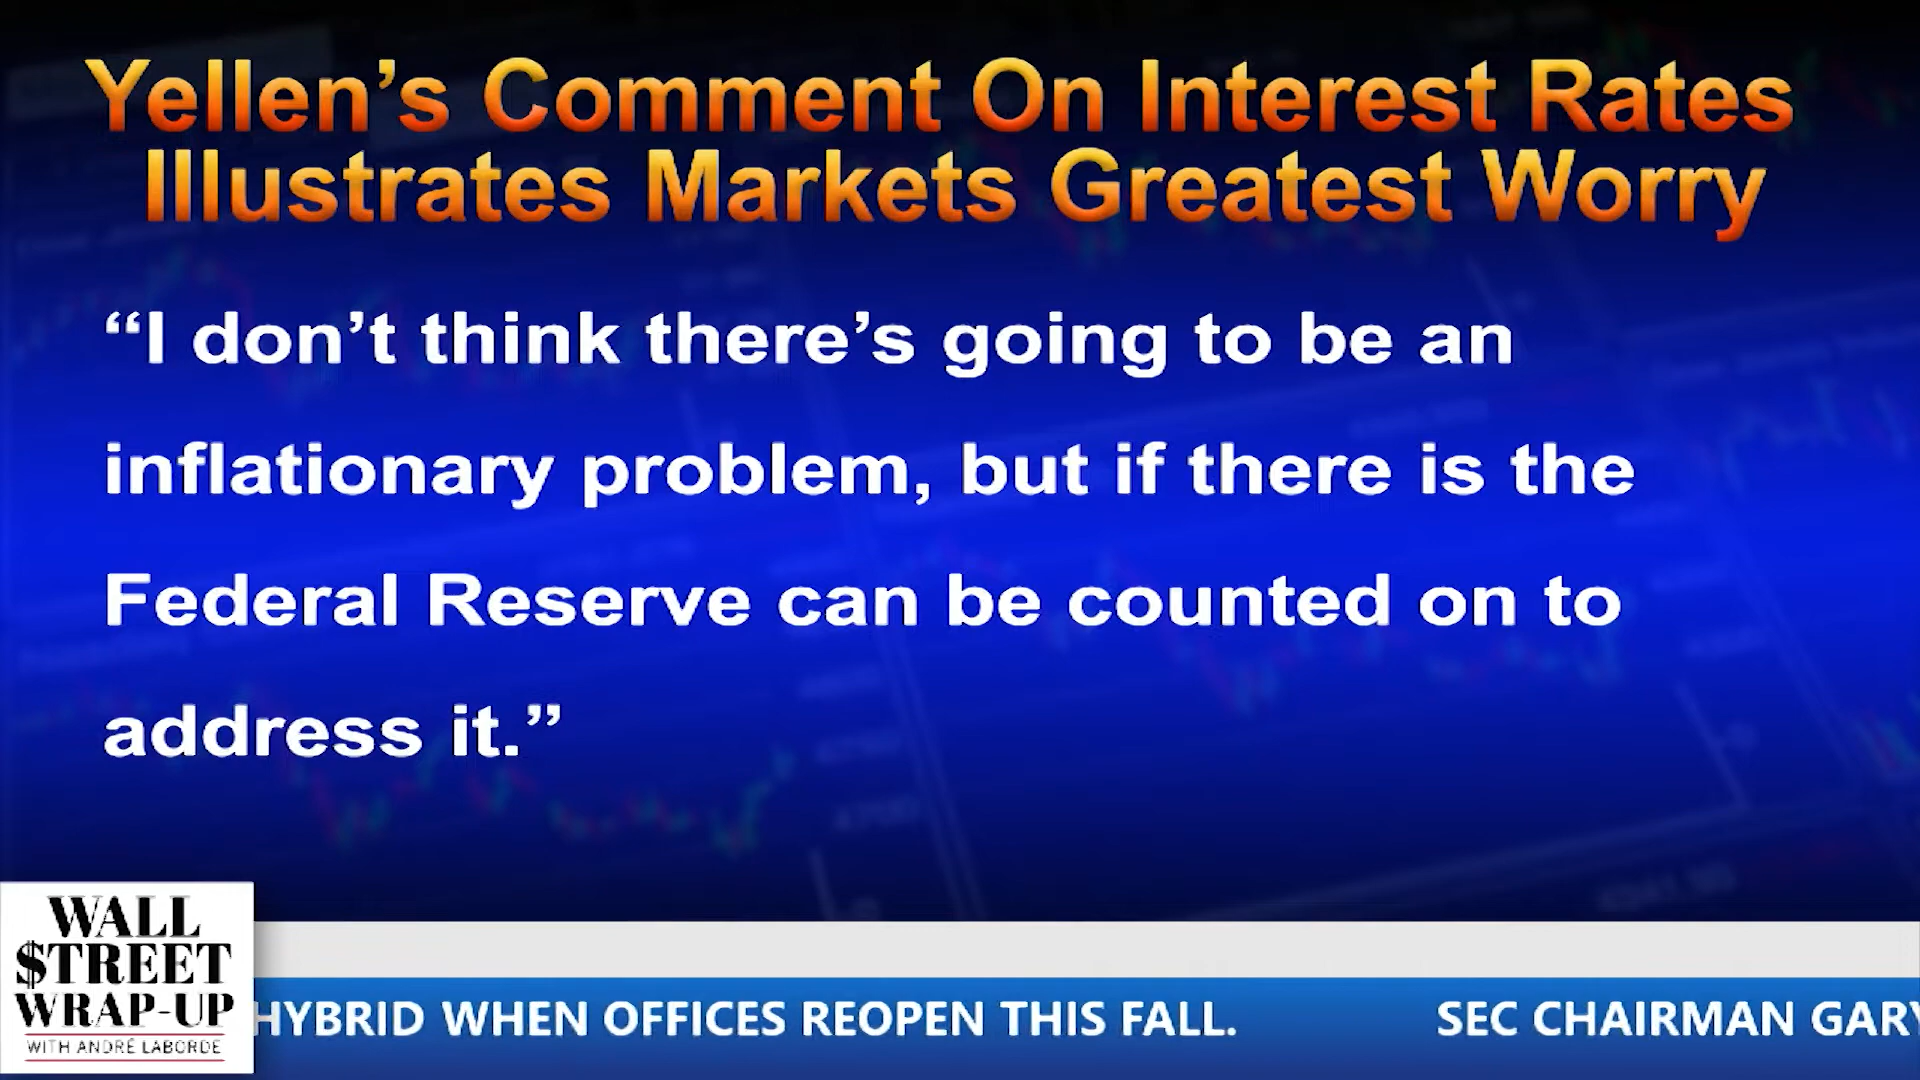 Yellen’s Comment On Interest Rates
Illustrates Markets Greatest Worry
“I don’t think there’s going to be an
inflationary problem, but if there is the
Federal Reserve can be counted on to
address it.”
WALL
$TREET
WRAP-UP
WITH ANDRÉ LABORDE
HYBRID WHEN OFFICES REOPEN THIS FALL. SEC CHAIRMAN GARY